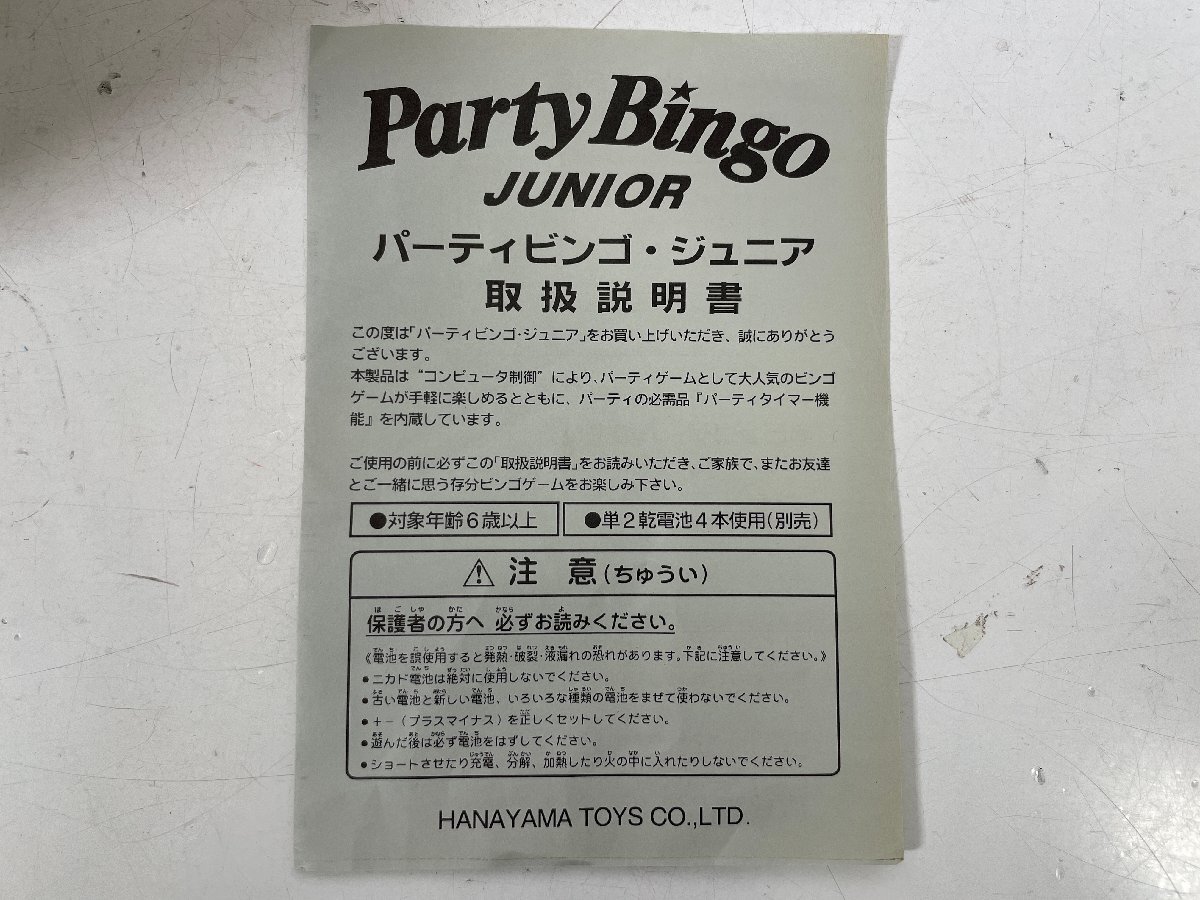 Party Bingo
JUNIOR
パーティビンゴ・ジュニア
取扱説明書
この度は「パーティビンゴ・ジュニア」をお買い上げいただき、誠にありがとう
ございます。
本製品は“コンピュータ制御”により、パーティゲームとして大人気のビンゴ
ゲームが手軽に楽しめるとともに、パーティの必需品『パーティタイマー機
能』を内蔵しています。
ご使用の前に必ずこの「取扱説明書」をお読みいただき、ご家族で、またお友達
とご一緒に思う存分ビンゴゲームをお楽しみ下さい。
●対象年齢6歳以上
●単2乾電池4本使用(別売)
⚠ 注 意(ちゅうい)
保護者の方へ 必ずお読みください。
《電池を誤使用すると発熱・破裂・液漏れの恐れがあります。下記に注意してください。》
●ニカド電池は絶対に使用しないでください。
●古い電池と新しい電池、いろいろな種類の電池をまぜて使わないでください。
●+-(プラスマイナス)を正しくセットしてください。
●遊んだ後は必ず電池をはずしてください。
●ショートさせたり充電、分解、加熱したり火の中に入れたりしないでください。
HANAYAMA TOYS CO.,LTD.